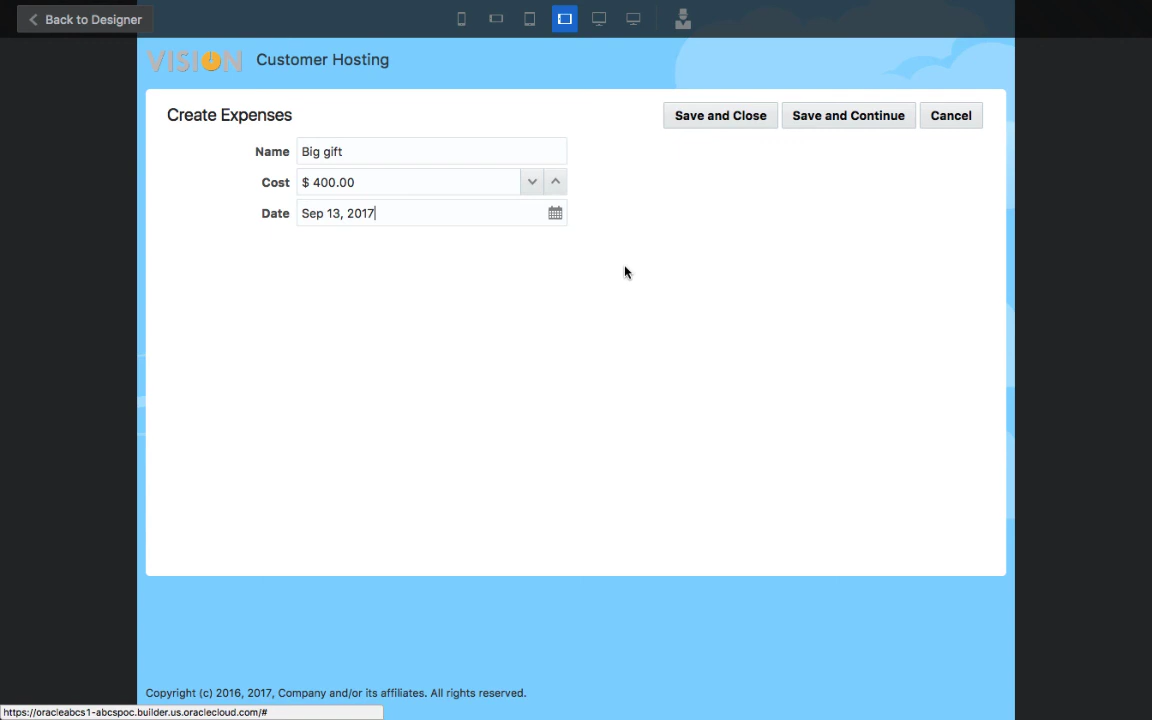 Back to Designer
VISION Customer Hosting
Create Expenses
Save and Close
Save and Continue
Cancel
Name Big gift
Cost $ 400.00
Date Sep 13, 2017
Copyright (c) 2016, 2017, Company and/or its affiliates. All rights reserved.
https://oracleabcs1-abcspoc.builder.us.oraclecloud.com/#